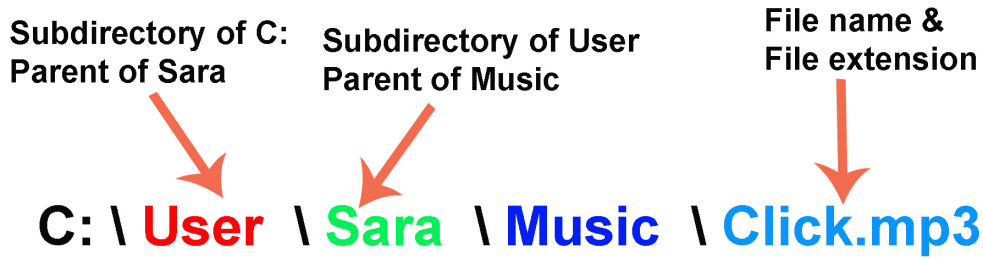 Subdirectory of C:
Parent of Sara
Subdirectory of User
Parent of Music
File name &
File extension
C: \ User \ Sara \ Music \ Click.mp3